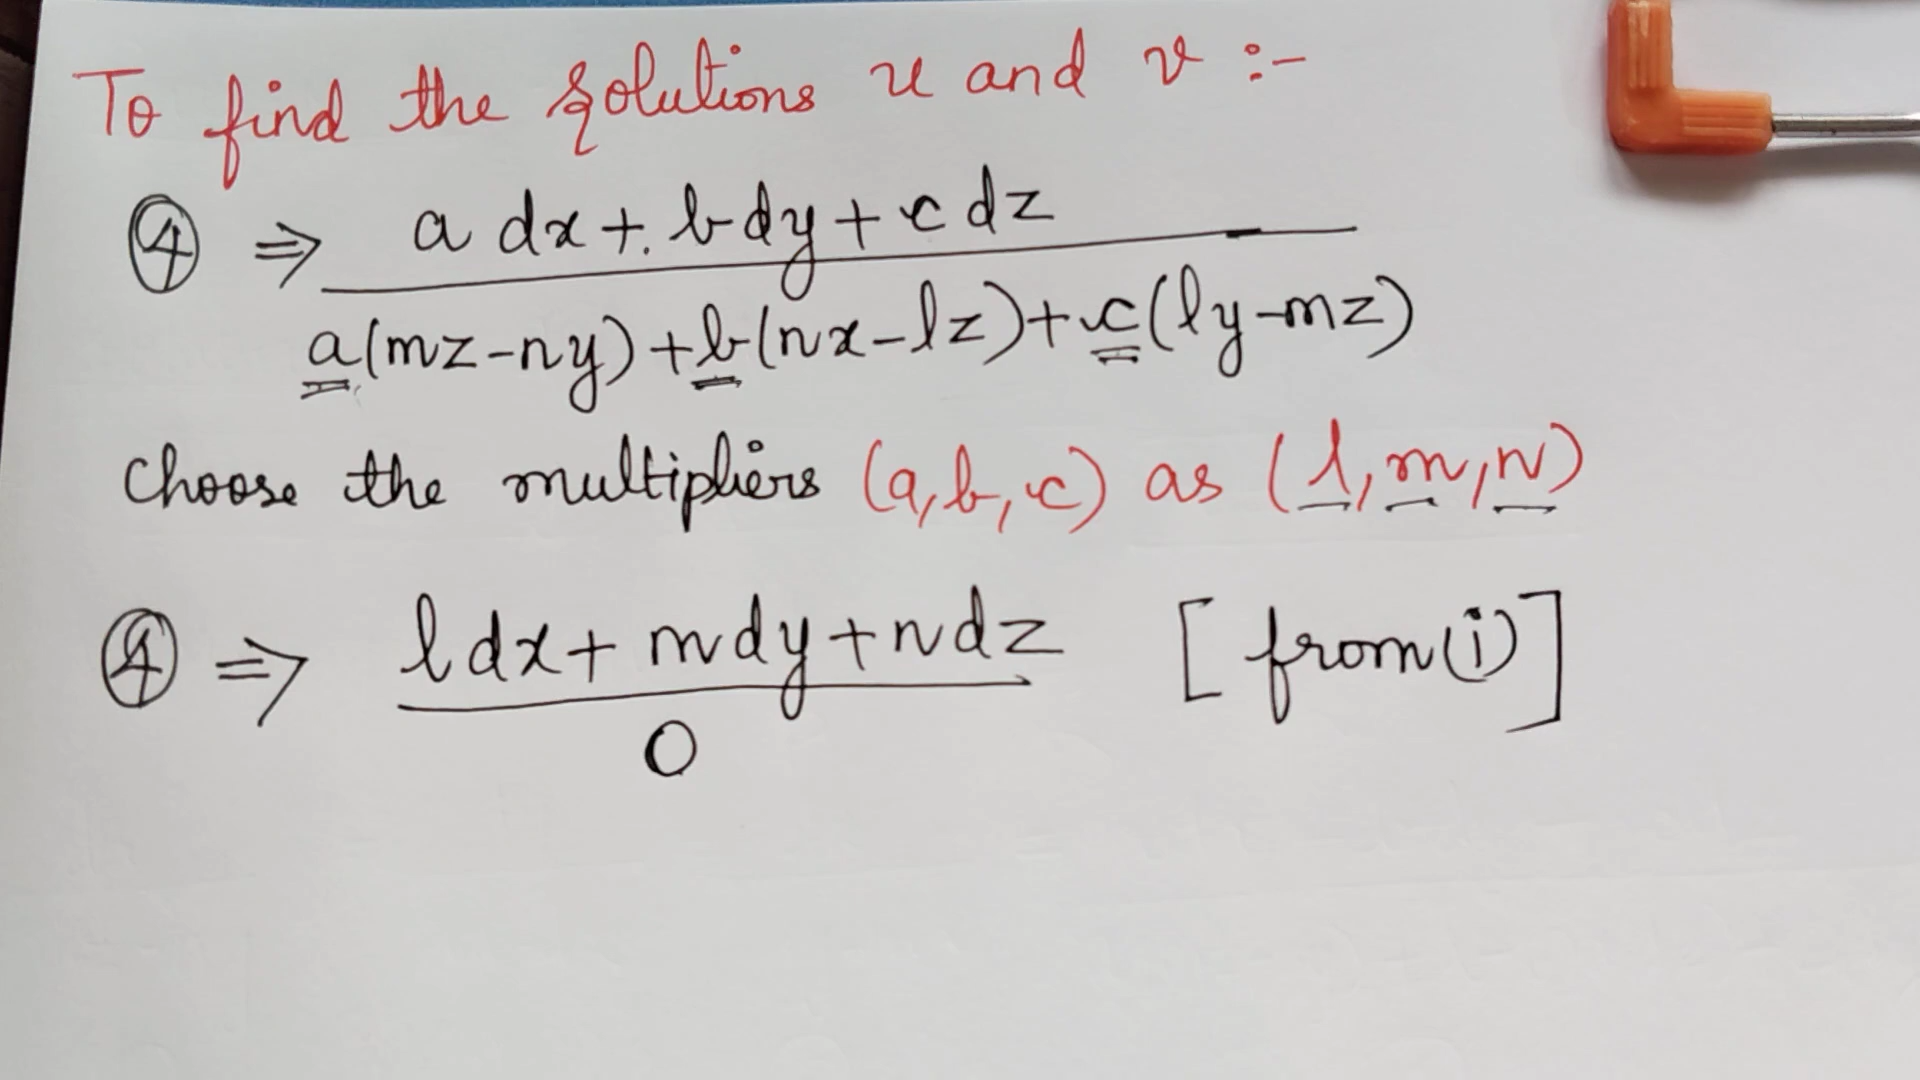 To find the solutions u and v :-
④ ⇒ a dx + b dy + c dz
a(mz-ny) + b(nx-lz) + c(ly-mz)
Choose the multipliers (a, b, c) as (l, m, n)
④ ⇒ l dx + m dy + n dz [from (i)]
0